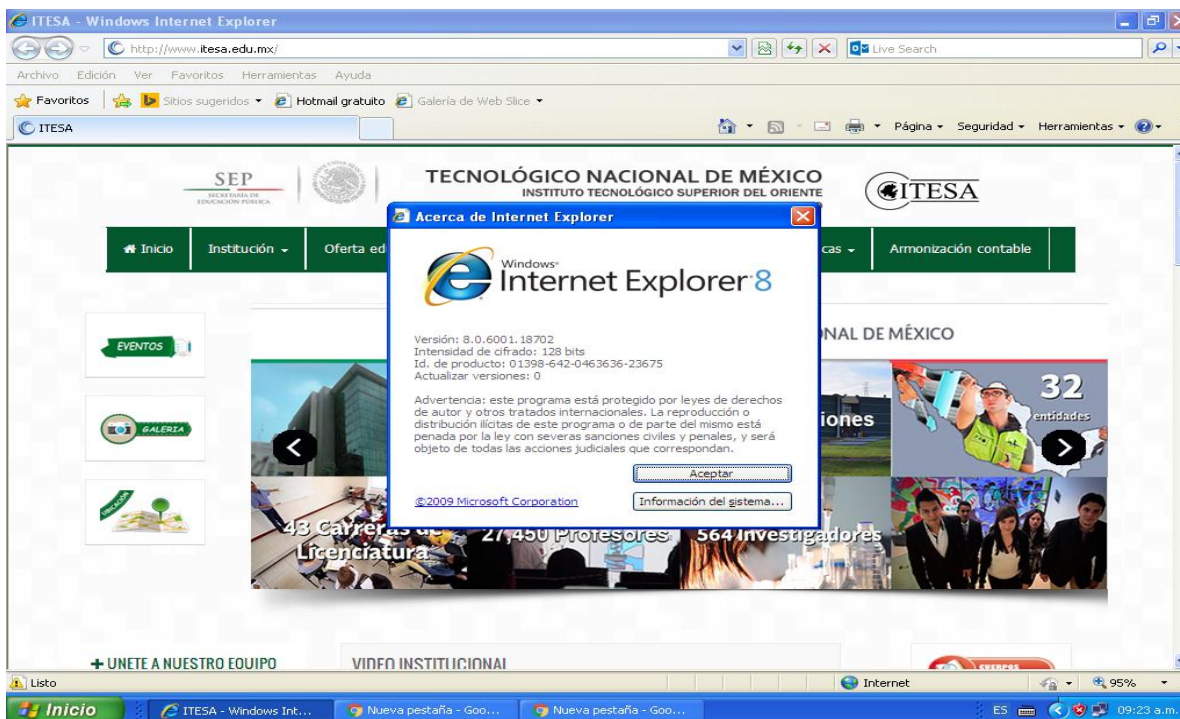 ITESA - Windows Internet Explorer
http://www.itesa.edu.mx/
Live Search
Archivo Edición Ver Favoritos Herramientas Ayuda
Favoritos Sitios sugeridos Hotmail gratuito Galería de Web Slice
ITESA
Página Seguridad Herramientas
SEP
SECRETARÍA DE
EDUCACIÓN PÚBLICA
TECNOLÓGICO NACIONAL DE MÉXICO
INSTITUTO TECNOLÓGICO SUPERIOR DEL ORIENTE
ITESA
Inicio Institución Oferta ed cas Armonización contable
Acerca de Internet Explorer
Windows
Internet Explorer 8
Versión: 8.0.6001.18702
Intensidad de cifrado: 128 bits
Id. de producto: 01398-642-0463636-23675
Actualizar versiones: 0
Advertencia: este programa está protegido por leyes de derechos
de autor y otros tratados internacionales. La reproducción o
distribución ilícitas de este programa o de parte del mismo está
penada por la ley con severas sanciones civiles y penales, y será
objeto de todas las acciones judiciales que correspondan.
Aceptar
©2009 Microsoft Corporation
Información del sistema...
EVENTOS
GALERIA
UBICACIÓN
NAL DE MÉXICO
iones
32
entidades
43 Carreras de
Licenciatura
27,450 Profesores
564 Investigadores
UNETE A NUESTRO EQUIPO
VIDEO INSTITUCIONAL
Listo
Internet
95%
Inicio
ITESA - Windows Int...
Nueva pestaña - Goo...
Nueva pestaña - Goo...
ES
09:23 a.m.